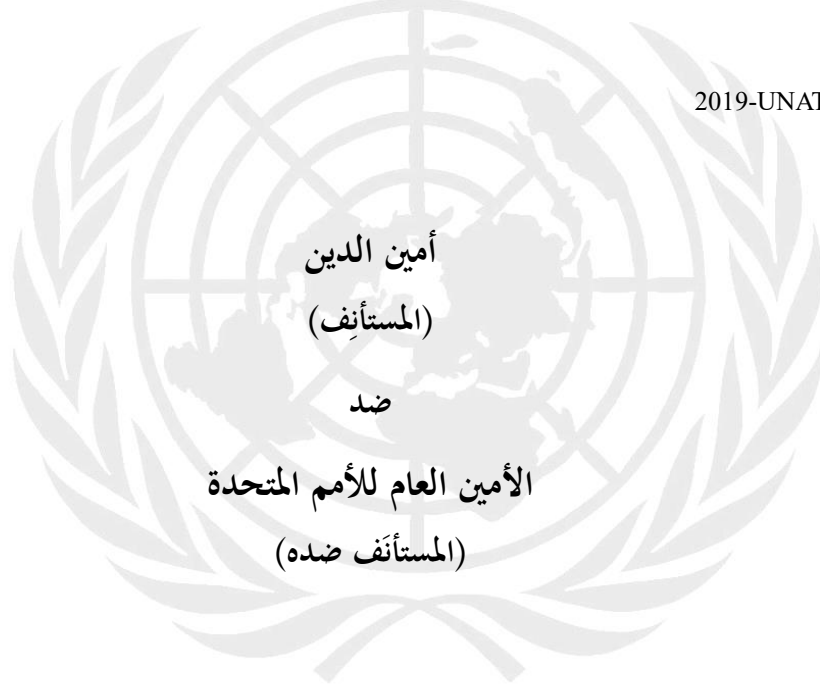 2019-UNAT
أمين الدين
(المستأنِف)
ضد
الأمين العام للأمم المتحدة
(المستأنَف ضده)